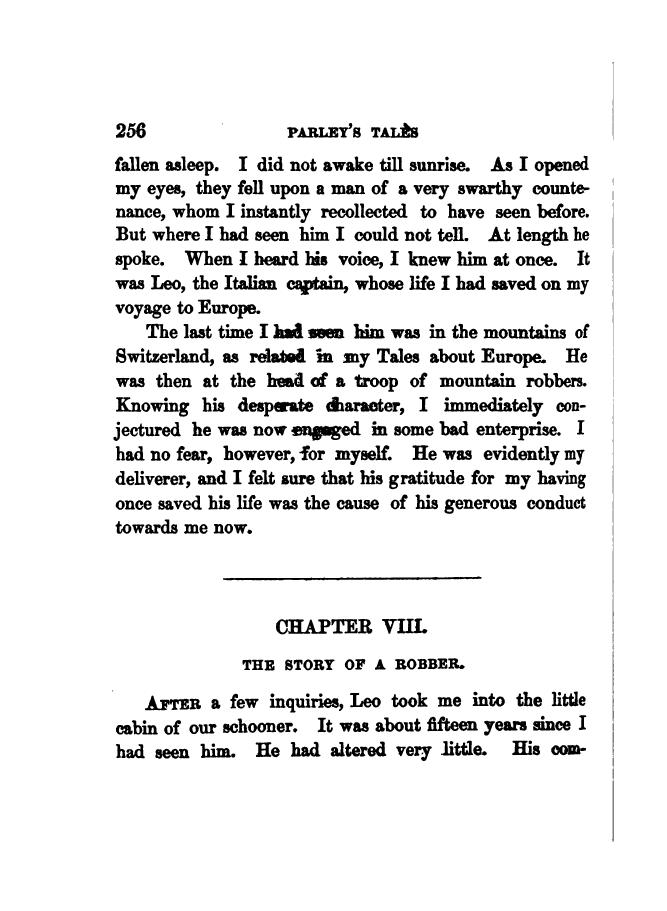 256 PARLEY'S TALES
fallen asleep. I did not awake till sunrise. As I opened
my eyes, they fell upon a man of a very swarthy counte-
nance, whom I instantly recollected to have seen before.
But where I had seen him I could not tell. At length he
spoke. When I heard his voice, I knew him at once. It
was Leo, the Italian captain, whose life I had saved on my
voyage to Europe.
The last time I had seen him was in the mountains of
Switzerland, as related in my Tales about Europe. He
was then at the head of a troop of mountain robbers.
Knowing his desperate character, I immediately con-
jectured he was now engaged in some bad enterprise. I
had no fear, however, for myself. He was evidently my
deliverer, and I felt sure that his gratitude for my having
once saved his life was the cause of his generous conduct
towards me now.
CHAPTER VIII.
THE STORY OF A ROBBER.
AFTER a few inquiries, Leo took me into the little
cabin of our schooner. It was about fifteen years since I
had seen him. He had altered very little. His com-